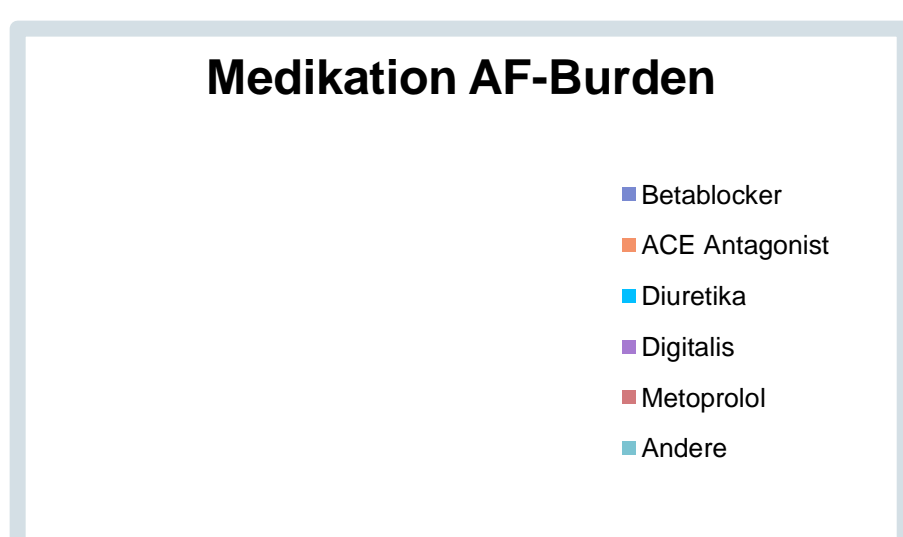 Medikation AF-Burden
Betablocker
ACE Antagonist
Diuretika
Digitalis
Metoprolol
Andere